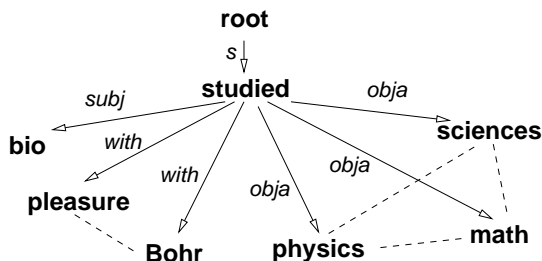 root
s
studied
subj
obja
bio
with
sciences
pleasure
with
obja
obja
Bohr
physics
math